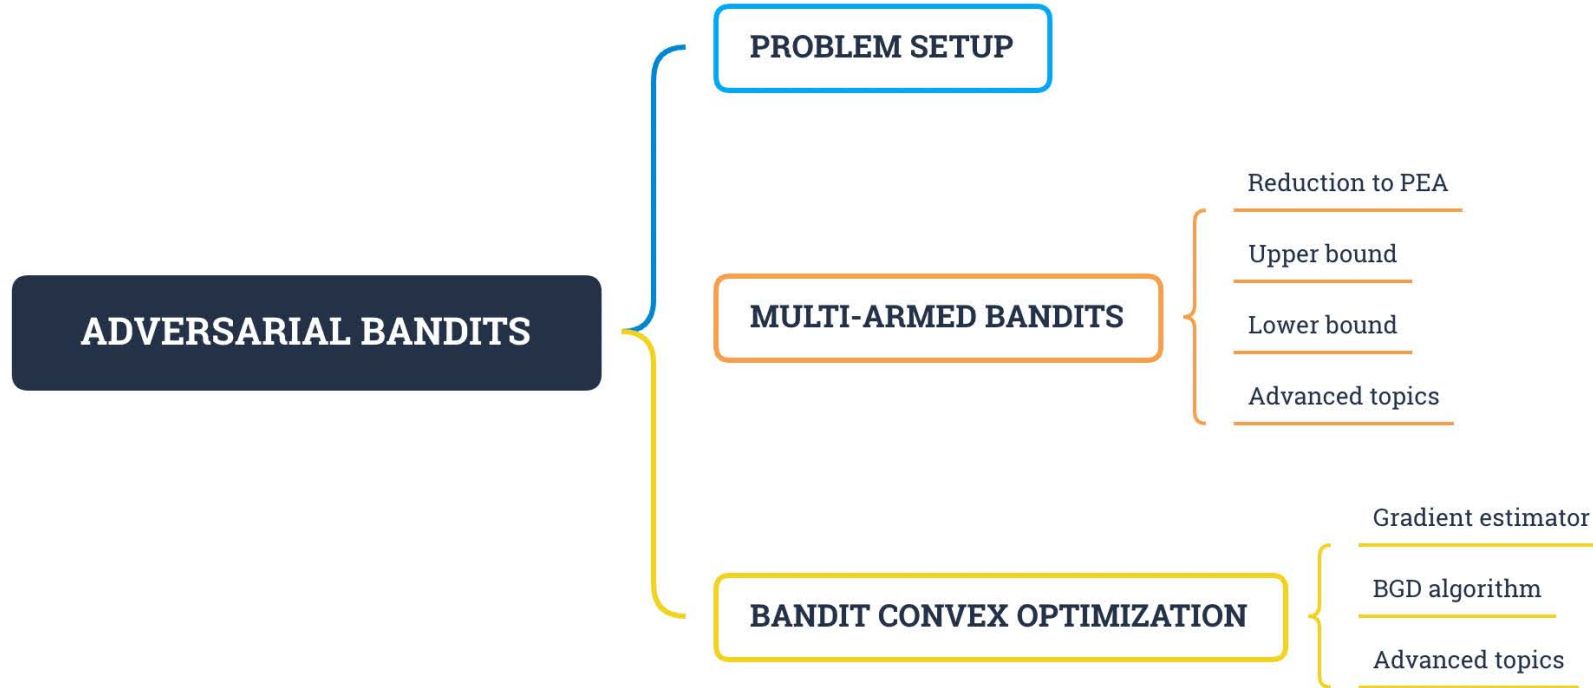 ADVERSARIAL BANDITS
PROBLEM SETUP
MULTI-ARMED BANDITS
Reduction to PEA
Upper bound
Lower bound
Advanced topics
BANDIT CONVEX OPTIMIZATION
Gradient estimator
BGD algorithm
Advanced topics